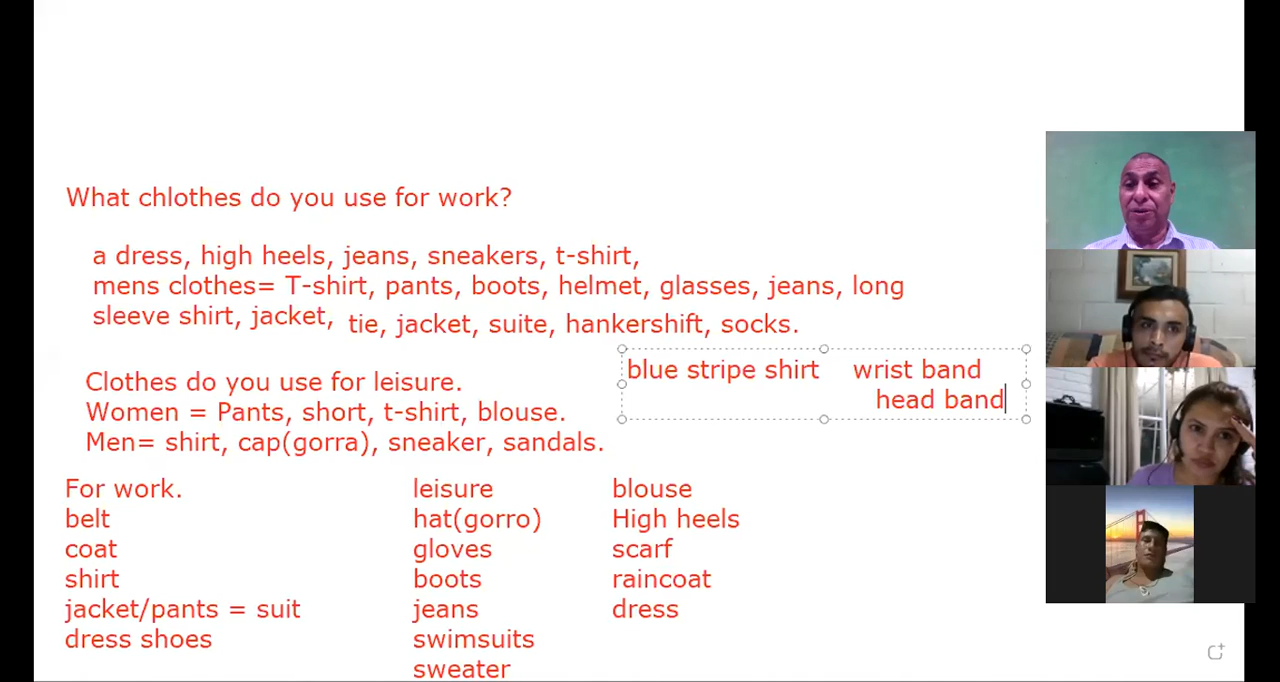 What chlothes do you use for work?
a dress, high heels, jeans, sneakers, t-shirt,
mens clothes= T-shirt, pants, boots, helmet, glasses, jeans, long
sleeve shirt, jacket, tie, jacket, suite, hankershift, socks.
blue stripe shirt wrist band
head band
Clothes do you use for leisure.
Women = Pants, short, t-shirt, blouse.
Men= shirt, cap(gorra), sneaker, sandals.
For work.
belt
coat
shirt
jacket/pants = suit
dress shoes
leisure
hat(gorro)
gloves
boots
jeans
swimsuits
sweater
blouse
High heels
scarf
raincoat
dress